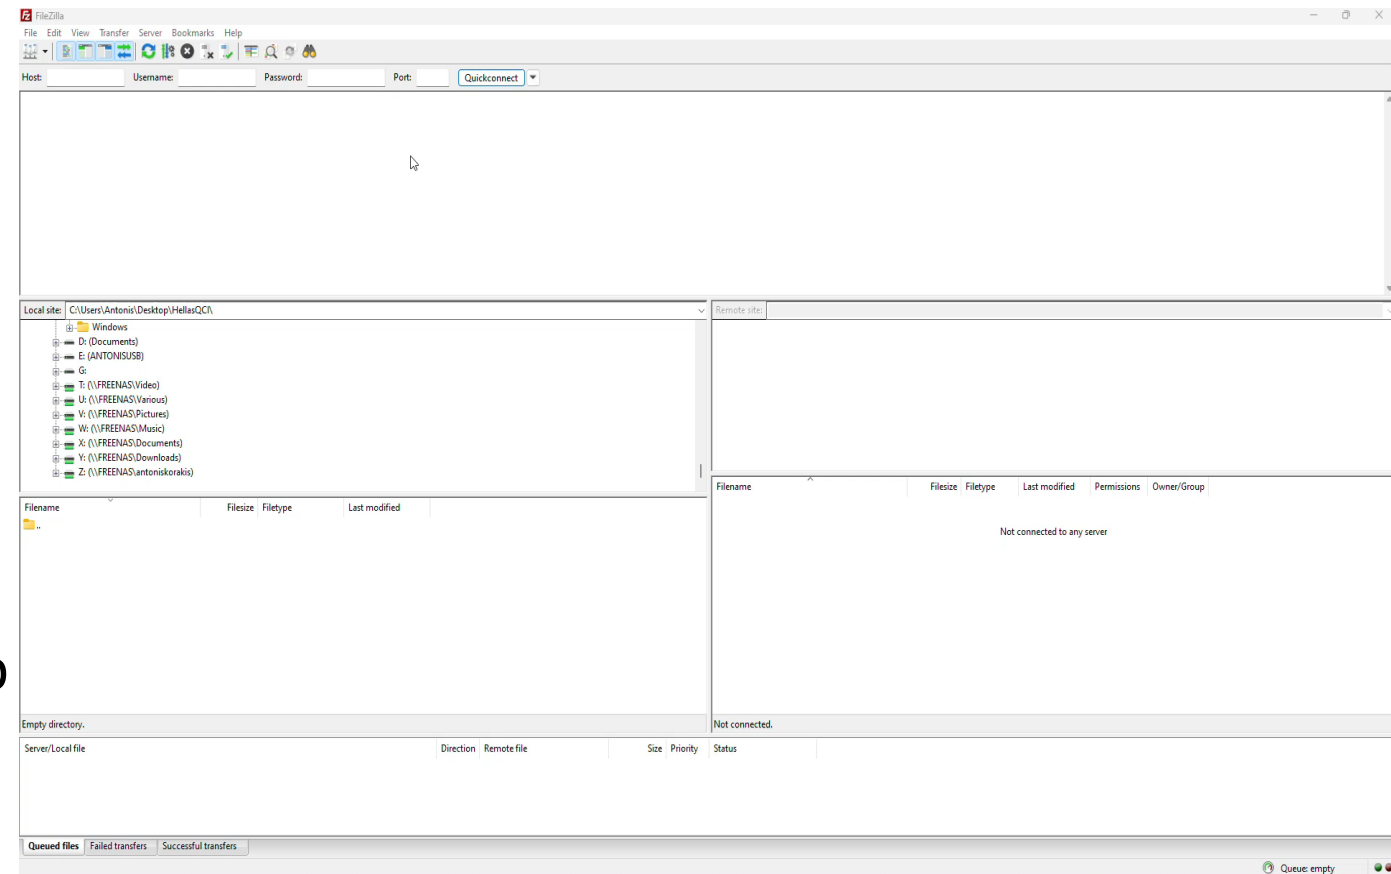 FileZilla
File Edit View Transfer Server Bookmarks Help
Host: Username: Password: Port: Quickconnect
Local site: C:\Users\Antonis\Desktop\HellasQCI\
Remote site:
Windows
D: (Documents)
E: (ANTONISUSB)
G:
T: (\\FREENAS\Video)
U: (\\FREENAS\Various)
V: (\\FREENAS\Pictures)
W: (\\FREENAS\Music)
X: (\\FREENAS\Documents)
Y: (\\FREENAS\Downloads)
Z: (\\FREENAS\antoniskorakis)
Filename Filesize Filetype Last modified
..
Empty directory.
Filename Filesize Filetype Last modified Permissions Owner/Group
Not connected to any server
Not connected.
Server/Local file Direction Remote file Size Priority Status
Queued files Failed transfers Successful transfers
Queue: empty